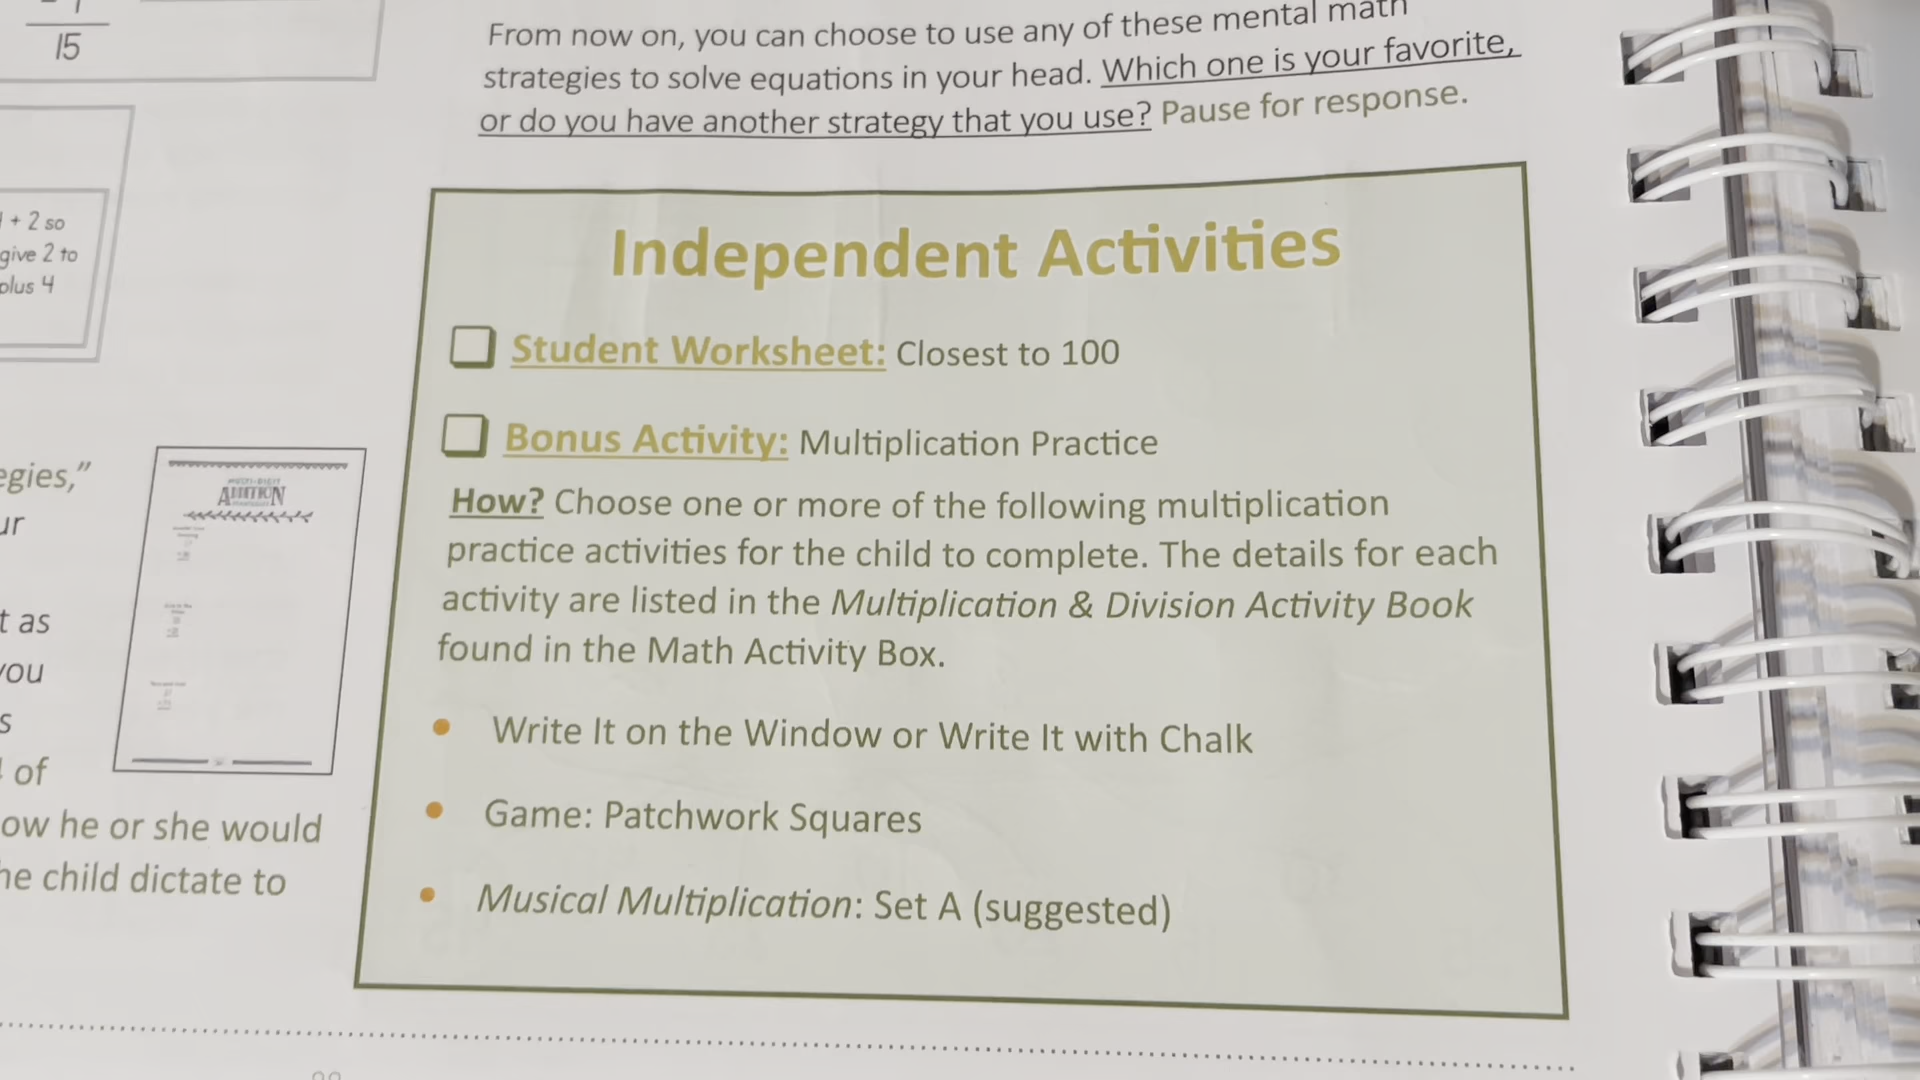 15
From now on, you can choose to use any of these mental math
strategies to solve equations in your head. Which one is your favorite,
or do you have another strategy that you use? Pause for response.
+ 2 so
give 2 to
plus 4
Independent Activities
Student Worksheet: Closest to 100
Bonus Activity: Multiplication Practice
How? Choose one or more of the following multiplication
practice activities for the child to complete. The details for each
activity are listed in the Multiplication & Division Activity Book
found in the Math Activity Box.
• Write It on the Window or Write It with Chalk
• Game: Patchwork Squares
• Musical Multiplication: Set A (suggested)
egies,"
ur
t as
you
s
of
ow he or she would
he child dictate to
MULTI-DIGIT
ADDITION